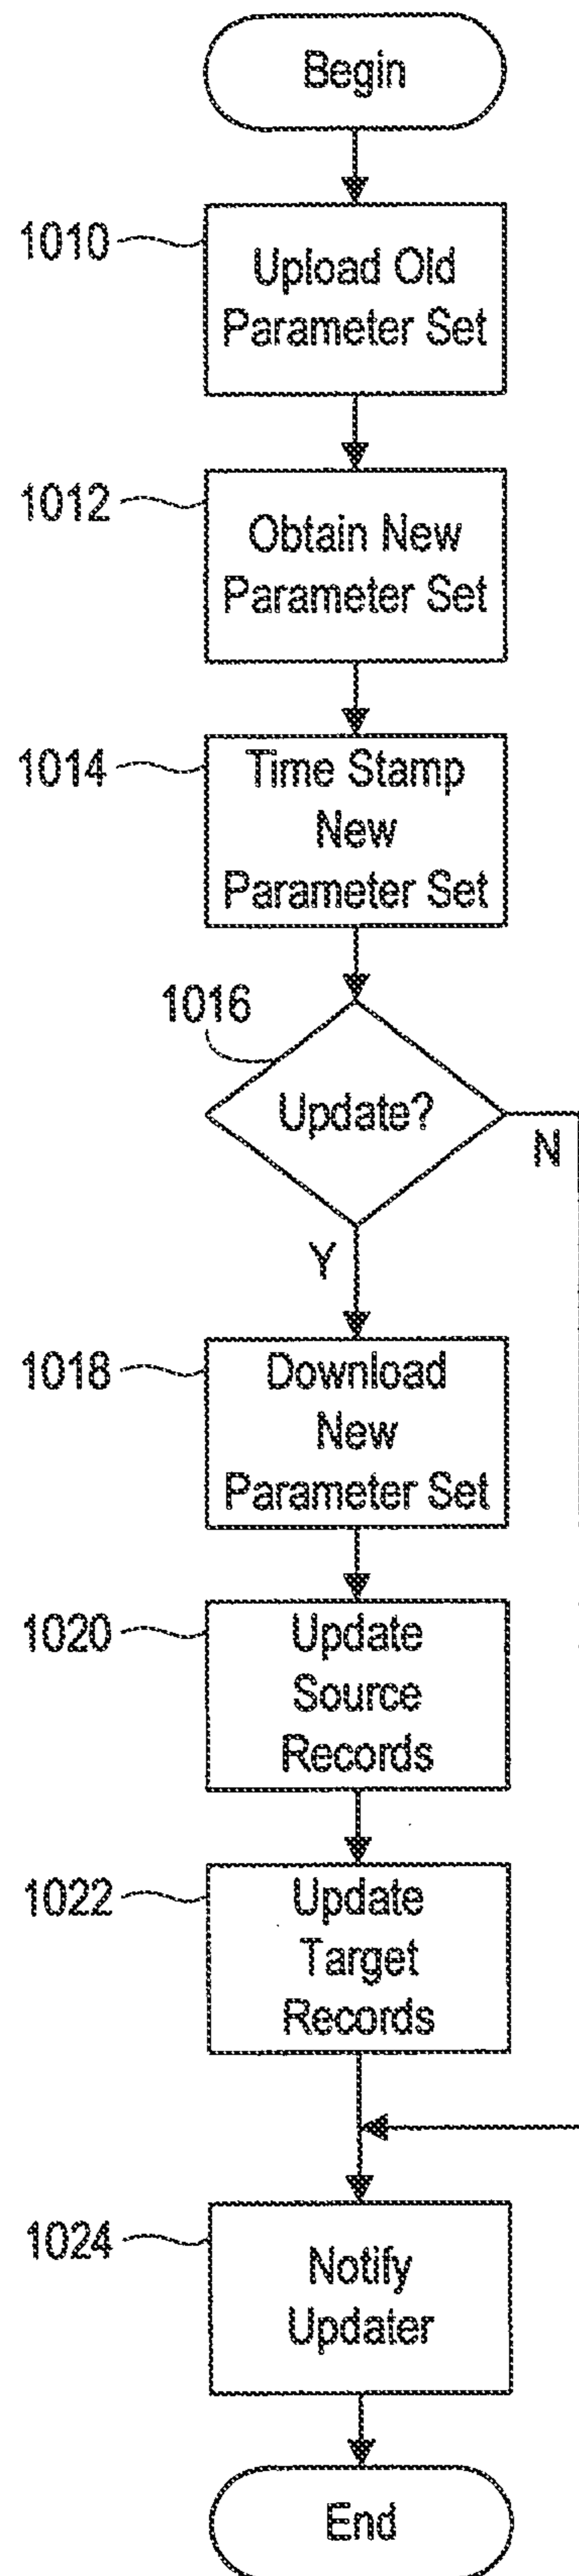 Begin
1010
Upload Old
Parameter Set
1012
Obtain New
Parameter Set
1014
Time Stamp
New
Parameter Set
1016
Update?
N
Y
1018
Download
New
Parameter Set
1020
Update
Source
Records
1022
Update
Target
Records
1024
Notify
Updater
End